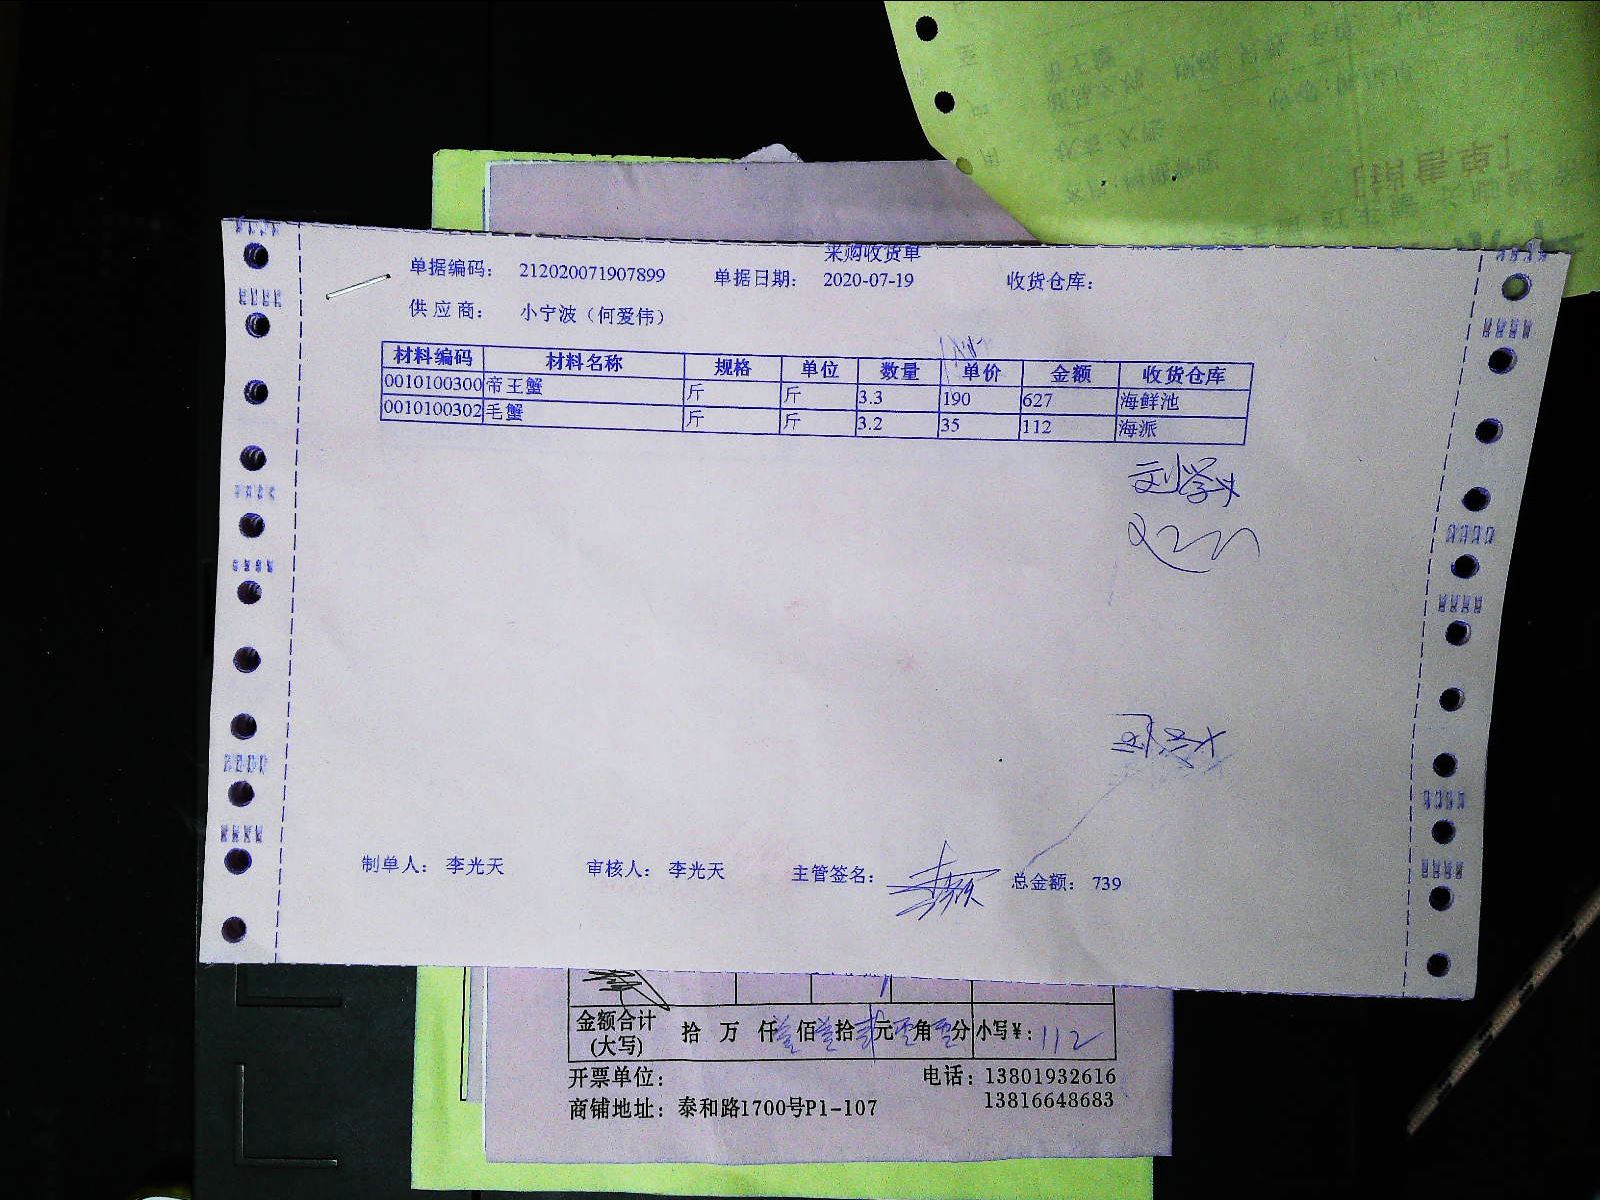 采购收货单
单据编码： 212020071907899 单据日期： 2020-07-19 收货仓库：
供应商： 小宁波（何爱伟）
材料编码 材料名称 规格 单位 数量 单价 金额 收货仓库
0010100300 帝王蟹 斤 斤 3.3 190 627 海鲜池
0010100302 毛蟹 斤 斤 3.2 35 112 海派
制单人： 李光天 审核人： 李光天 主管签名： 总金额： 739
金额合计 拾 万 仟壹佰壹拾贰元零角零分 小写¥：112
(大写)
开票单位： 电话：13801932616
13816648683
商铺地址：泰和路1700号P1-107